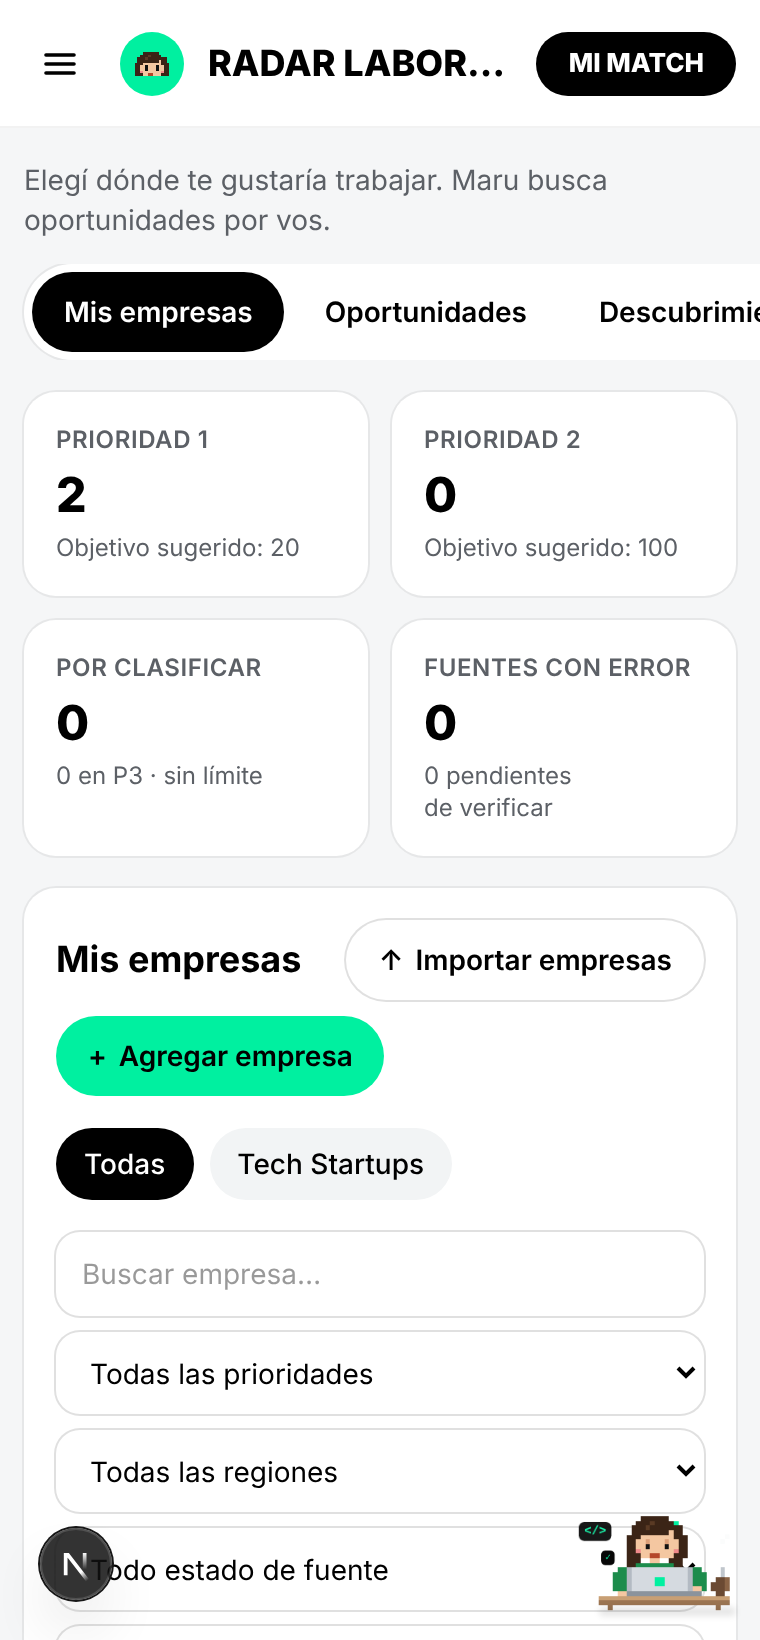 RADAR LABOR...
MI MATCH
Elegí dónde te gustaría trabajar. Maru busca
oportunidades por vos.
Mis empresas
Oportunidades
Descubrimie
PRIORIDAD 1
2
Objetivo sugerido: 20
PRIORIDAD 2
0
Objetivo sugerido: 100
POR CLASIFICAR
0
0 en P3 · sin límite
FUENTES CON ERROR
0
0 pendientes
de verificar
Mis empresas
↑ Importar empresas
+ Agregar empresa
Todas
Tech Startups
Buscar empresa...
Todas las prioridades
Todas las regiones
Todo estado de fuente
N
</>